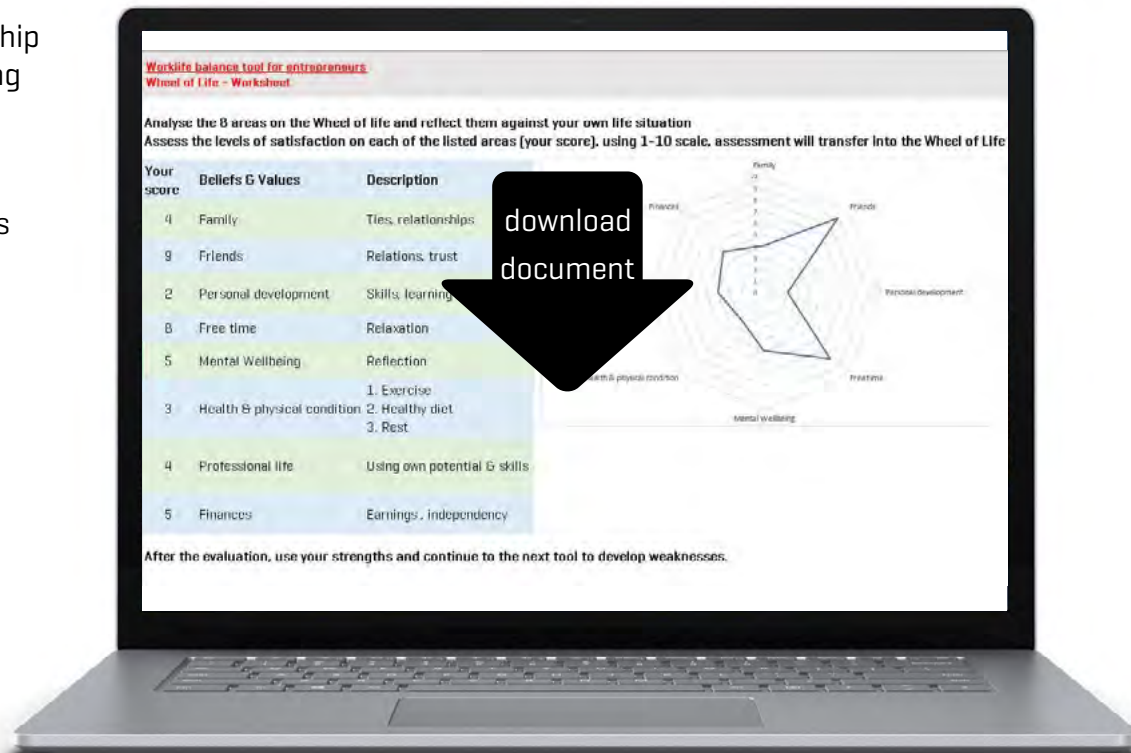 hip
ng
s
Worklife balance tool for entrepreneurs
Wheel of Life - Worksheet
Analyse the 8 areas on the Wheel of life and reflect them against your own life situation
Assess the levels of satisfaction on each of the listed areas (your score), using 1-10 scale, assessment will transfer into the Wheel of Life
Your score Beliefs & Values Description
4 Family Ties, relationships
9 Friends Relations, trust
2 Personal development Skills, learning
8 Free time Relaxation
5 Mental Wellbeing Reflection
3 Health & physical condition 1. Exercise
2. Healthy diet
3. Rest
4 Professional life Using own potential & skills
5 Finances Earnings, independency
download
document
Family
Friends
Personal development
Free time
Mental Wellbeing
Health & physical condition
Finances
After the evaluation, use your strengths and continue to the next tool to develop weaknesses.